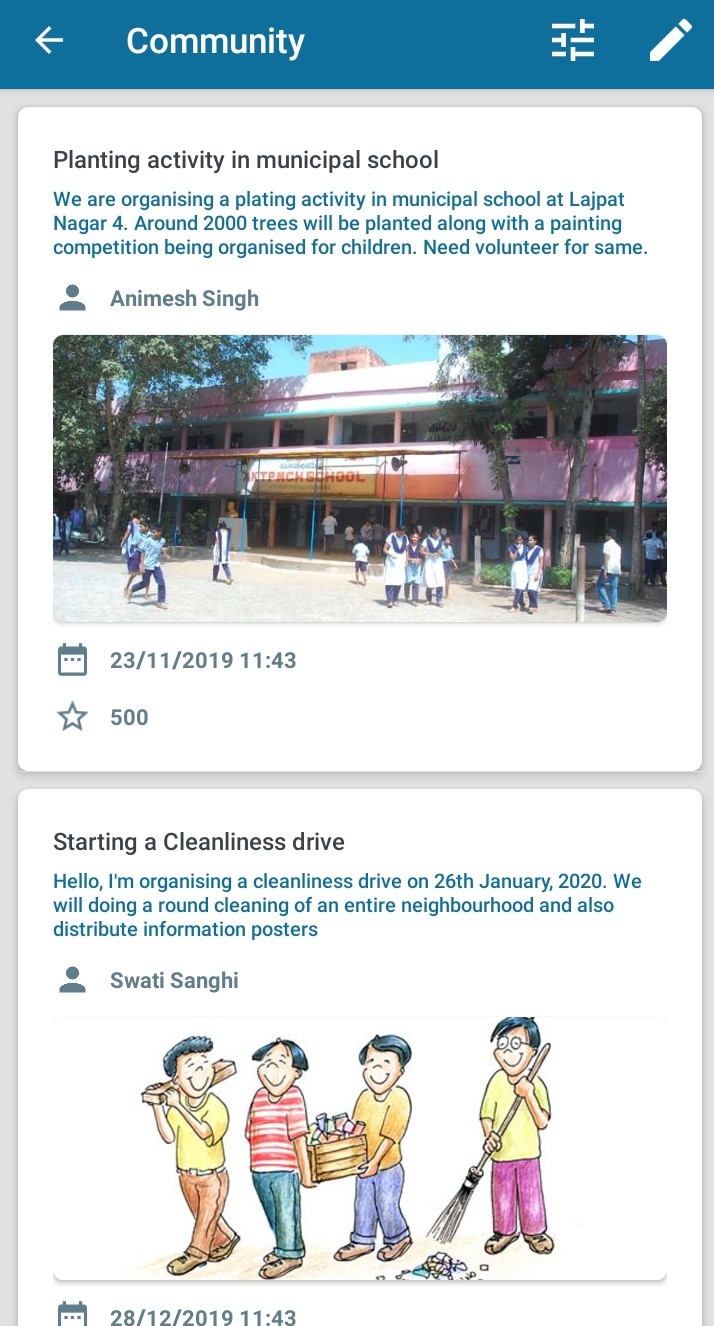 Community
Planting activity in municipal school
We are organising a plating activity in municipal school at Lajpat
Nagar 4. Around 2000 trees will be planted along with a painting
competition being organised for children. Need volunteer for same.
Animesh Singh
SCHOOL
23/11/2019 11:43
500
Starting a Cleanliness drive
Hello, I'm organising a cleanliness drive on 26th January, 2020. We
will doing a round cleaning of an entire neighbourhood and also
distribute information posters
Swati Sanghi
28/12/2019 11:43